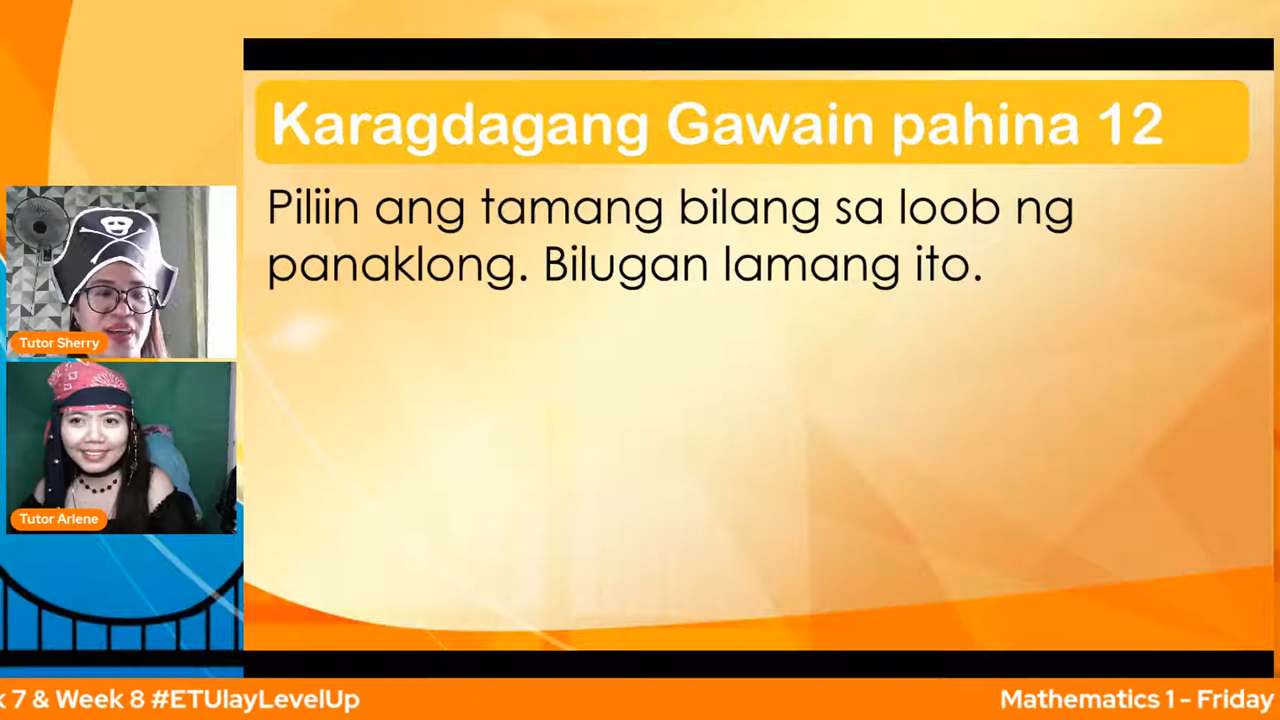 Karagdagang Gawain pahina 12
Piliin ang tamang bilang sa loob ng
panaklong. Bilugan lamang ito.
Tutor Sherry
Tutor Arlene
k 7 & Week 8 #ETUlayLevelUp
Mathematics 1 - Friday